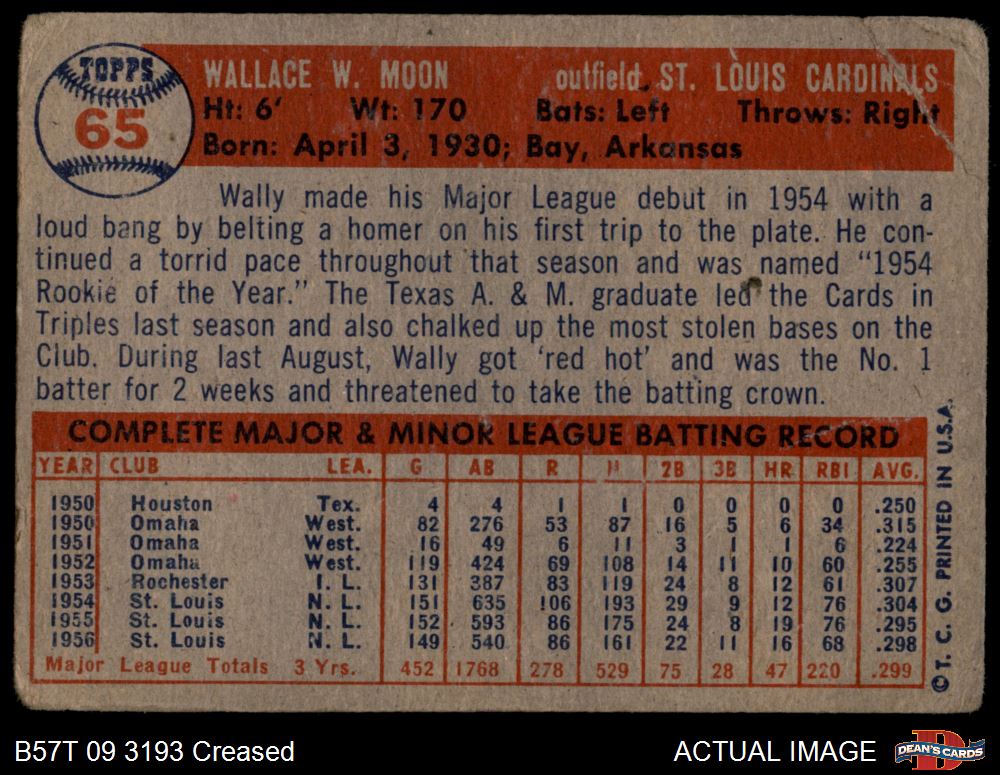 TOPPS
65
WALLACE W. MOON outfield ST. LOUIS CARDINALS
Ht: 6' Wt: 170 Bats: Left Throws: Right
Born: April 3, 1930; Bay, Arkansas
Wally made his Major League debut in 1954 with a
loud bang by belting a homer on his first trip to the plate. He con-
tinued a torrid pace throughout that season and was named "1954
Rookie of the Year." The Texas A. & M. graduate led the Cards in
Triples last season and also chalked up the most stolen bases on the
Club. During last August, Wally got 'red hot' and was the No. 1
batter for 2 weeks and threatened to take the batting crown.
COMPLETE MAJOR & MINOR LEAGUE BATTING RECORD
YEAR CLUB LEA. G AB R H 2B 3B HR RBI AVG.
1950 Houston Tex. 4 4 1 1 0 0 0 0 .250
1950 Omaha West. 82 276 53 87 16 5 6 34 .315
1951 Omaha West. 16 49 6 11 3 1 1 6 .224
1952 Omaha West. 119 424 69 108 14 11 10 60 .255
1953 Rochester I. L. 131 387 83 119 24 8 12 61 .307
1954 St. Louis N. L. 151 635 106 193 29 9 12 76 .304
1955 St. Louis N. L. 152 593 86 175 24 8 19 76 .295
1956 St. Louis N. L. 149 540 86 161 22 11 16 68 .298
Major League Totals 3 Yrs. 452 1768 278 529 75 28 47 220 .299
©T. C. G. PRINTED IN U.S.A.
B57T 09 3193 Creased ACTUAL IMAGE DEAN'S CARDS